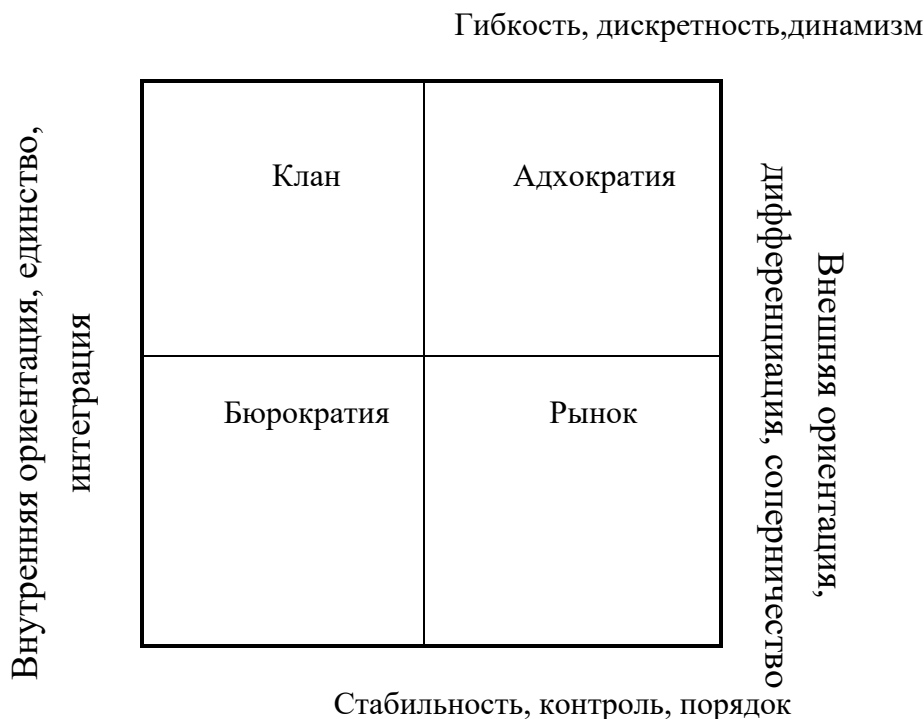 Гибкость, дискретность,динамизм
Внутренняя ориентация, единство,
интеграция
Клан
Адхократия
Бюрократия
Рынок
Внешняя ориентация,
дифференциация, соперничество
Стабильность, контроль, порядок